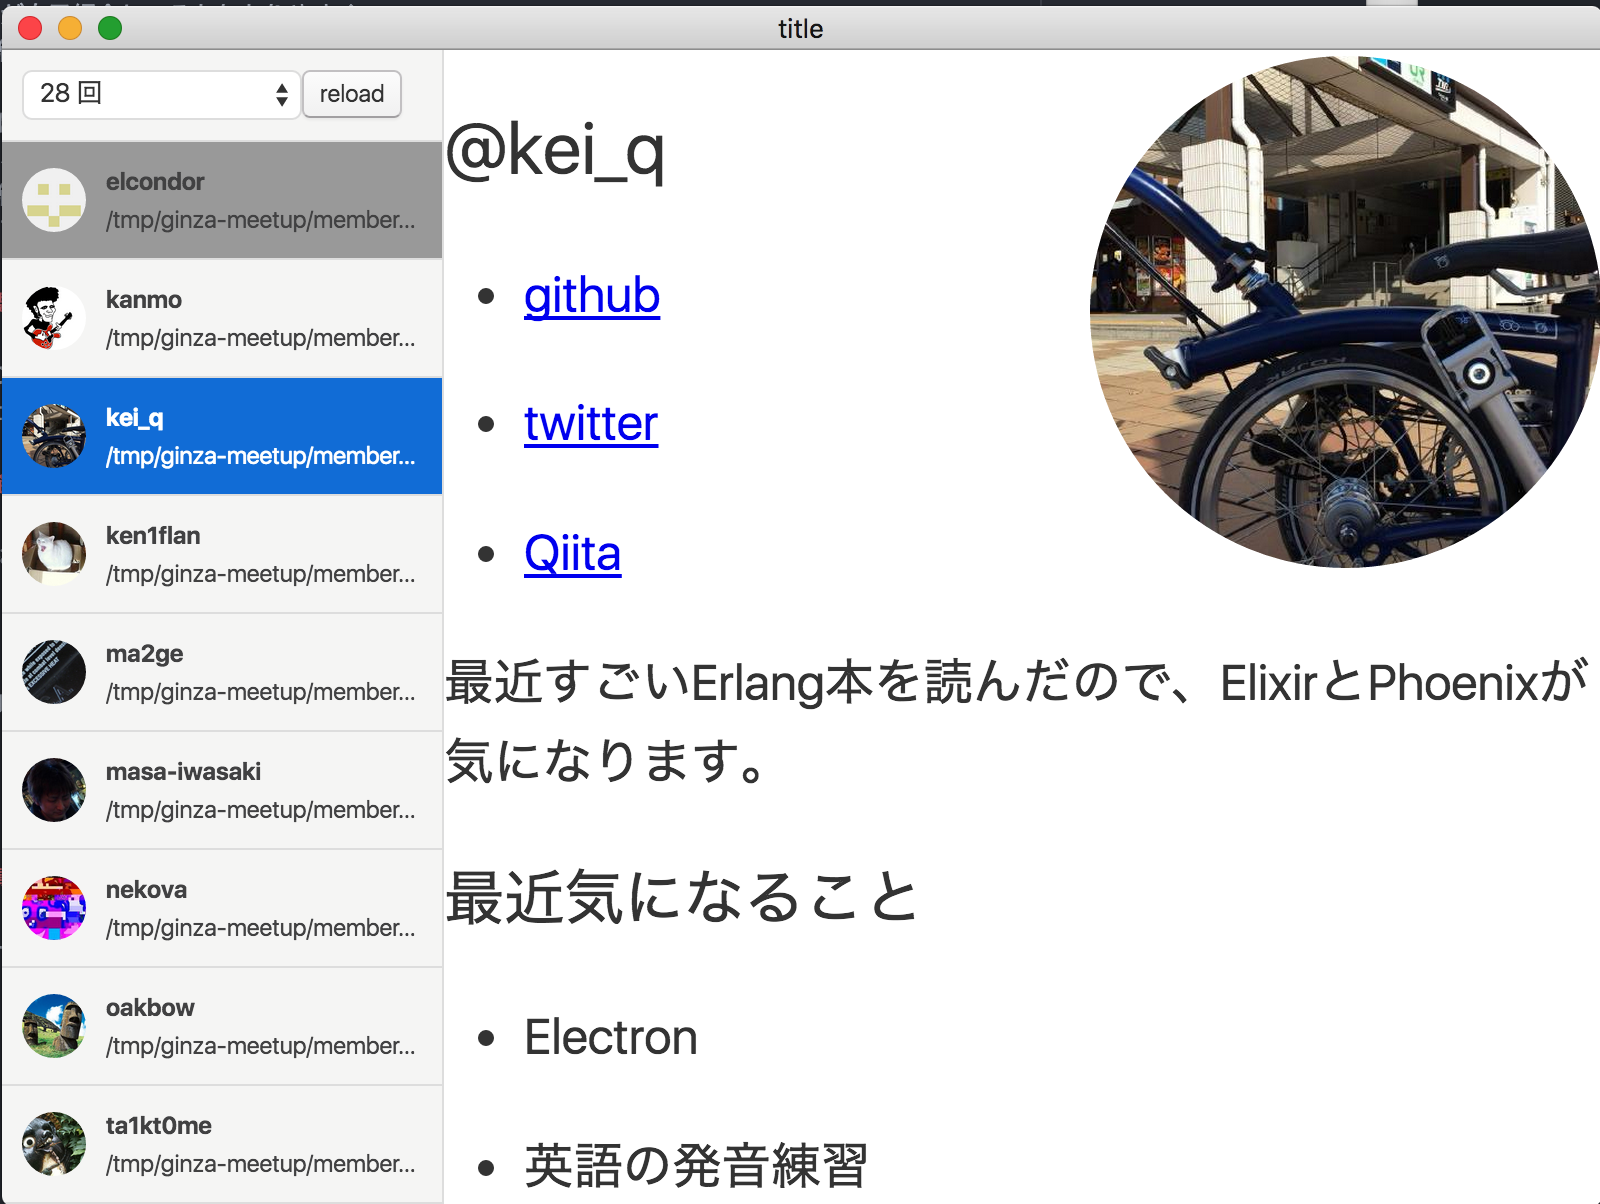 title
28 回
reload
elcondor
/tmp/ginza-meetup/member...
kanmo
/tmp/ginza-meetup/member...
kei_q
/tmp/ginza-meetup/member...
ken1flan
/tmp/ginza-meetup/member...
ma2ge
/tmp/ginza-meetup/member...
masa-iwasaki
/tmp/ginza-meetup/member...
nekova
/tmp/ginza-meetup/member...
oakbow
/tmp/ginza-meetup/member...
ta1kt0me
/tmp/ginza-meetup/member...
@kei_q
github
twitter
Qiita
最近すごいErlang本を読んだので、ElixirとPhoenixが
気になります。
最近気になること
Electron
英語の発音練習
JR
KOJAK